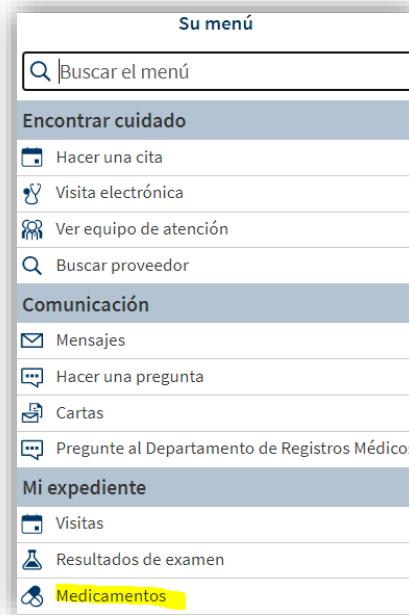 Su menú
Buscar el menú
Encontrar cuidado
Hacer una cita
Visita electrónica
Ver equipo de atención
Buscar proveedor
Comunicación
Mensajes
Hacer una pregunta
Cartas
Pregunte al Departamento de Registros Médicos
Mi expediente
Visitas
Resultados de examen
Medicamentos